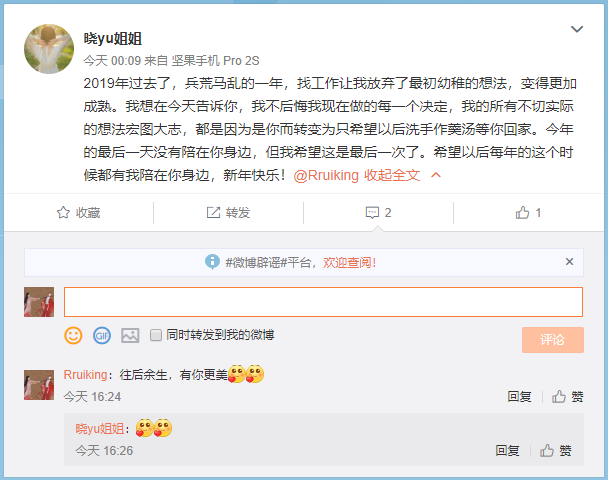 晓yu姐姐
今天 00:09 来自 坚果手机 Pro 2S
2019年过去了，兵荒马乱的一年，找工作让我放弃了最初幼稚的想法，变得更加
成熟。我想在今天告诉你，我不后悔我现在做的每一个决定，我的所有不切实际
的想法宏图大志，都是因为是你而转变为只希望以后洗手作羹汤等你回家。今年
的最后一天没有陪在你身边，但我希望这是最后一次了。希望以后每年的这个时
候都有我陪在你身边，新年快乐！@Rruiking 收起全文
收藏 转发 2 1
#微博辟谣#平台，欢迎查阅！
GIF 同时转发到我的微博 评论
Rruiking：往后余生，有你更美
今天 16:24 回复 赞
晓yu姐姐：
今天 16:26 回复 赞